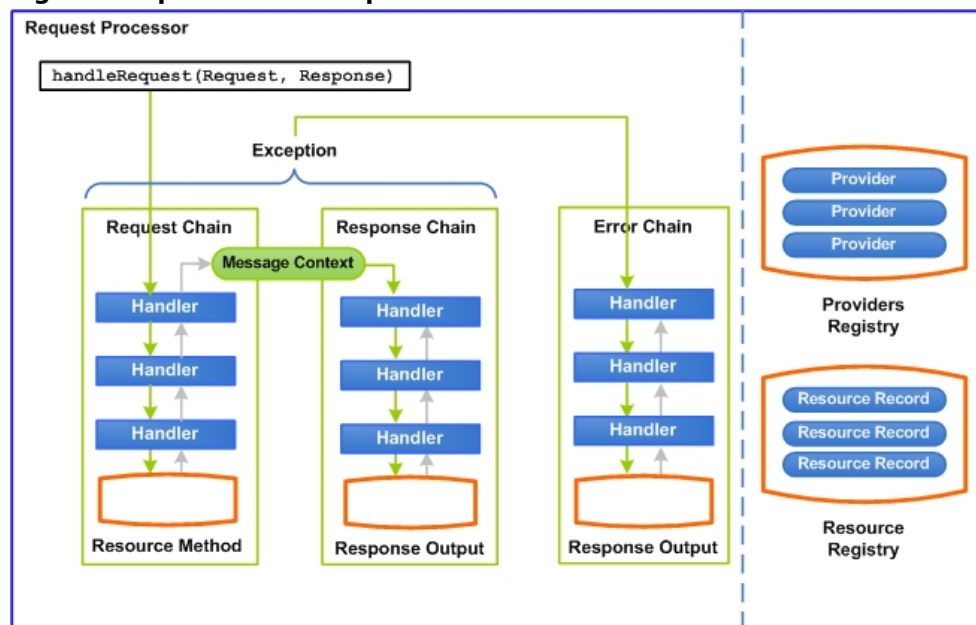 Request Processor
handleRequest(Request, Response)
Exception
Request Chain
Message Context
Handler
Handler
Handler
Resource Method
Response Chain
Handler
Handler
Handler
Response Output
Error Chain
Handler
Handler
Handler
Response Output
Provider
Provider
Provider
Providers
Registry
Resource Record
Resource Record
Resource Record
Resource
Registry